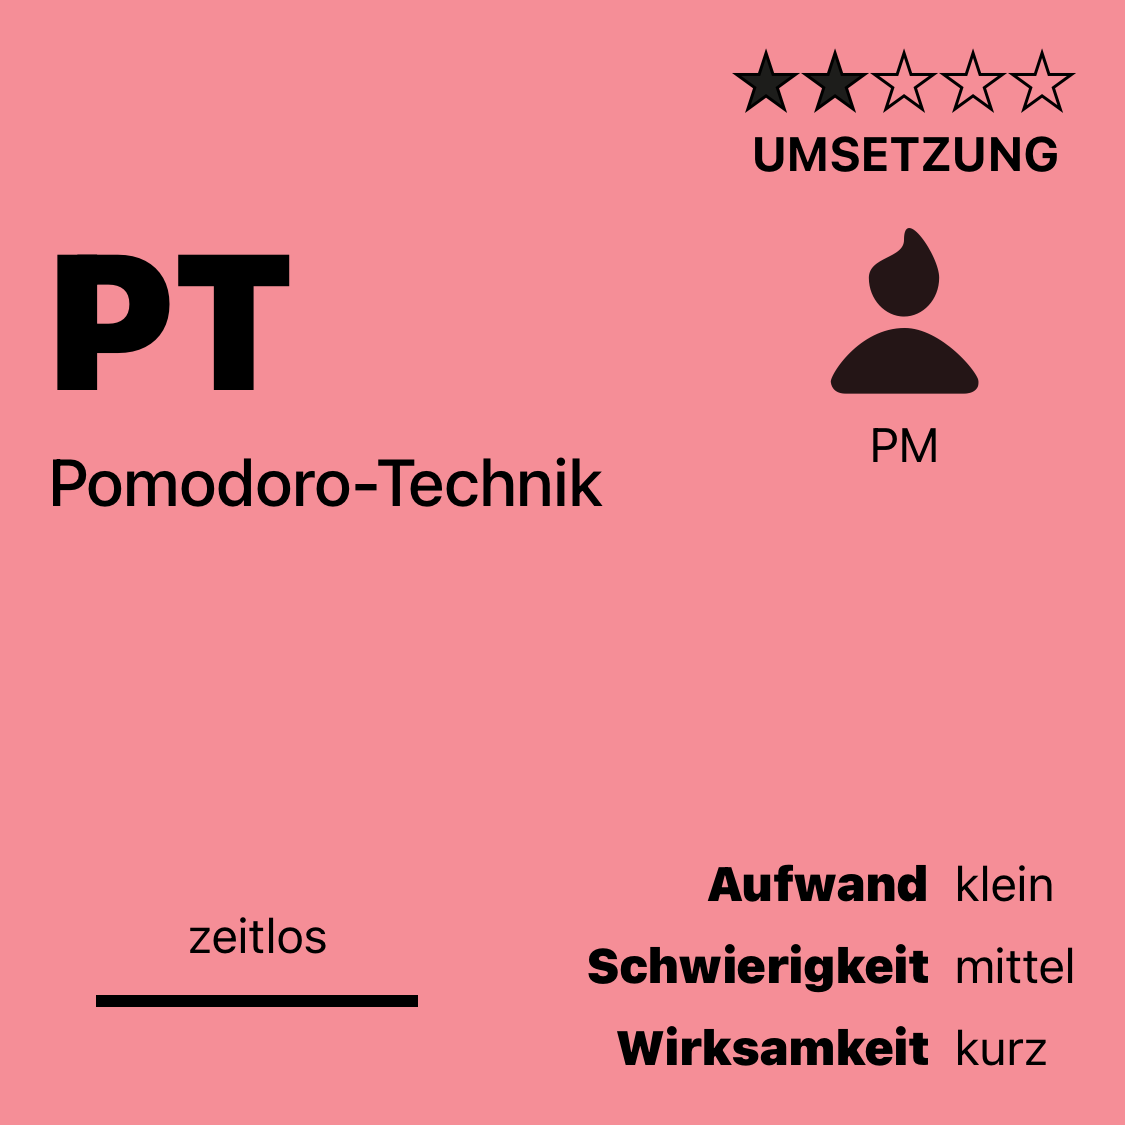 ★★☆☆☆
UMSETZUNG
PT
Pomodoro-Technik
PM
zeitlos
Aufwand klein
Schwierigkeit mittel
Wirksamkeit kurz